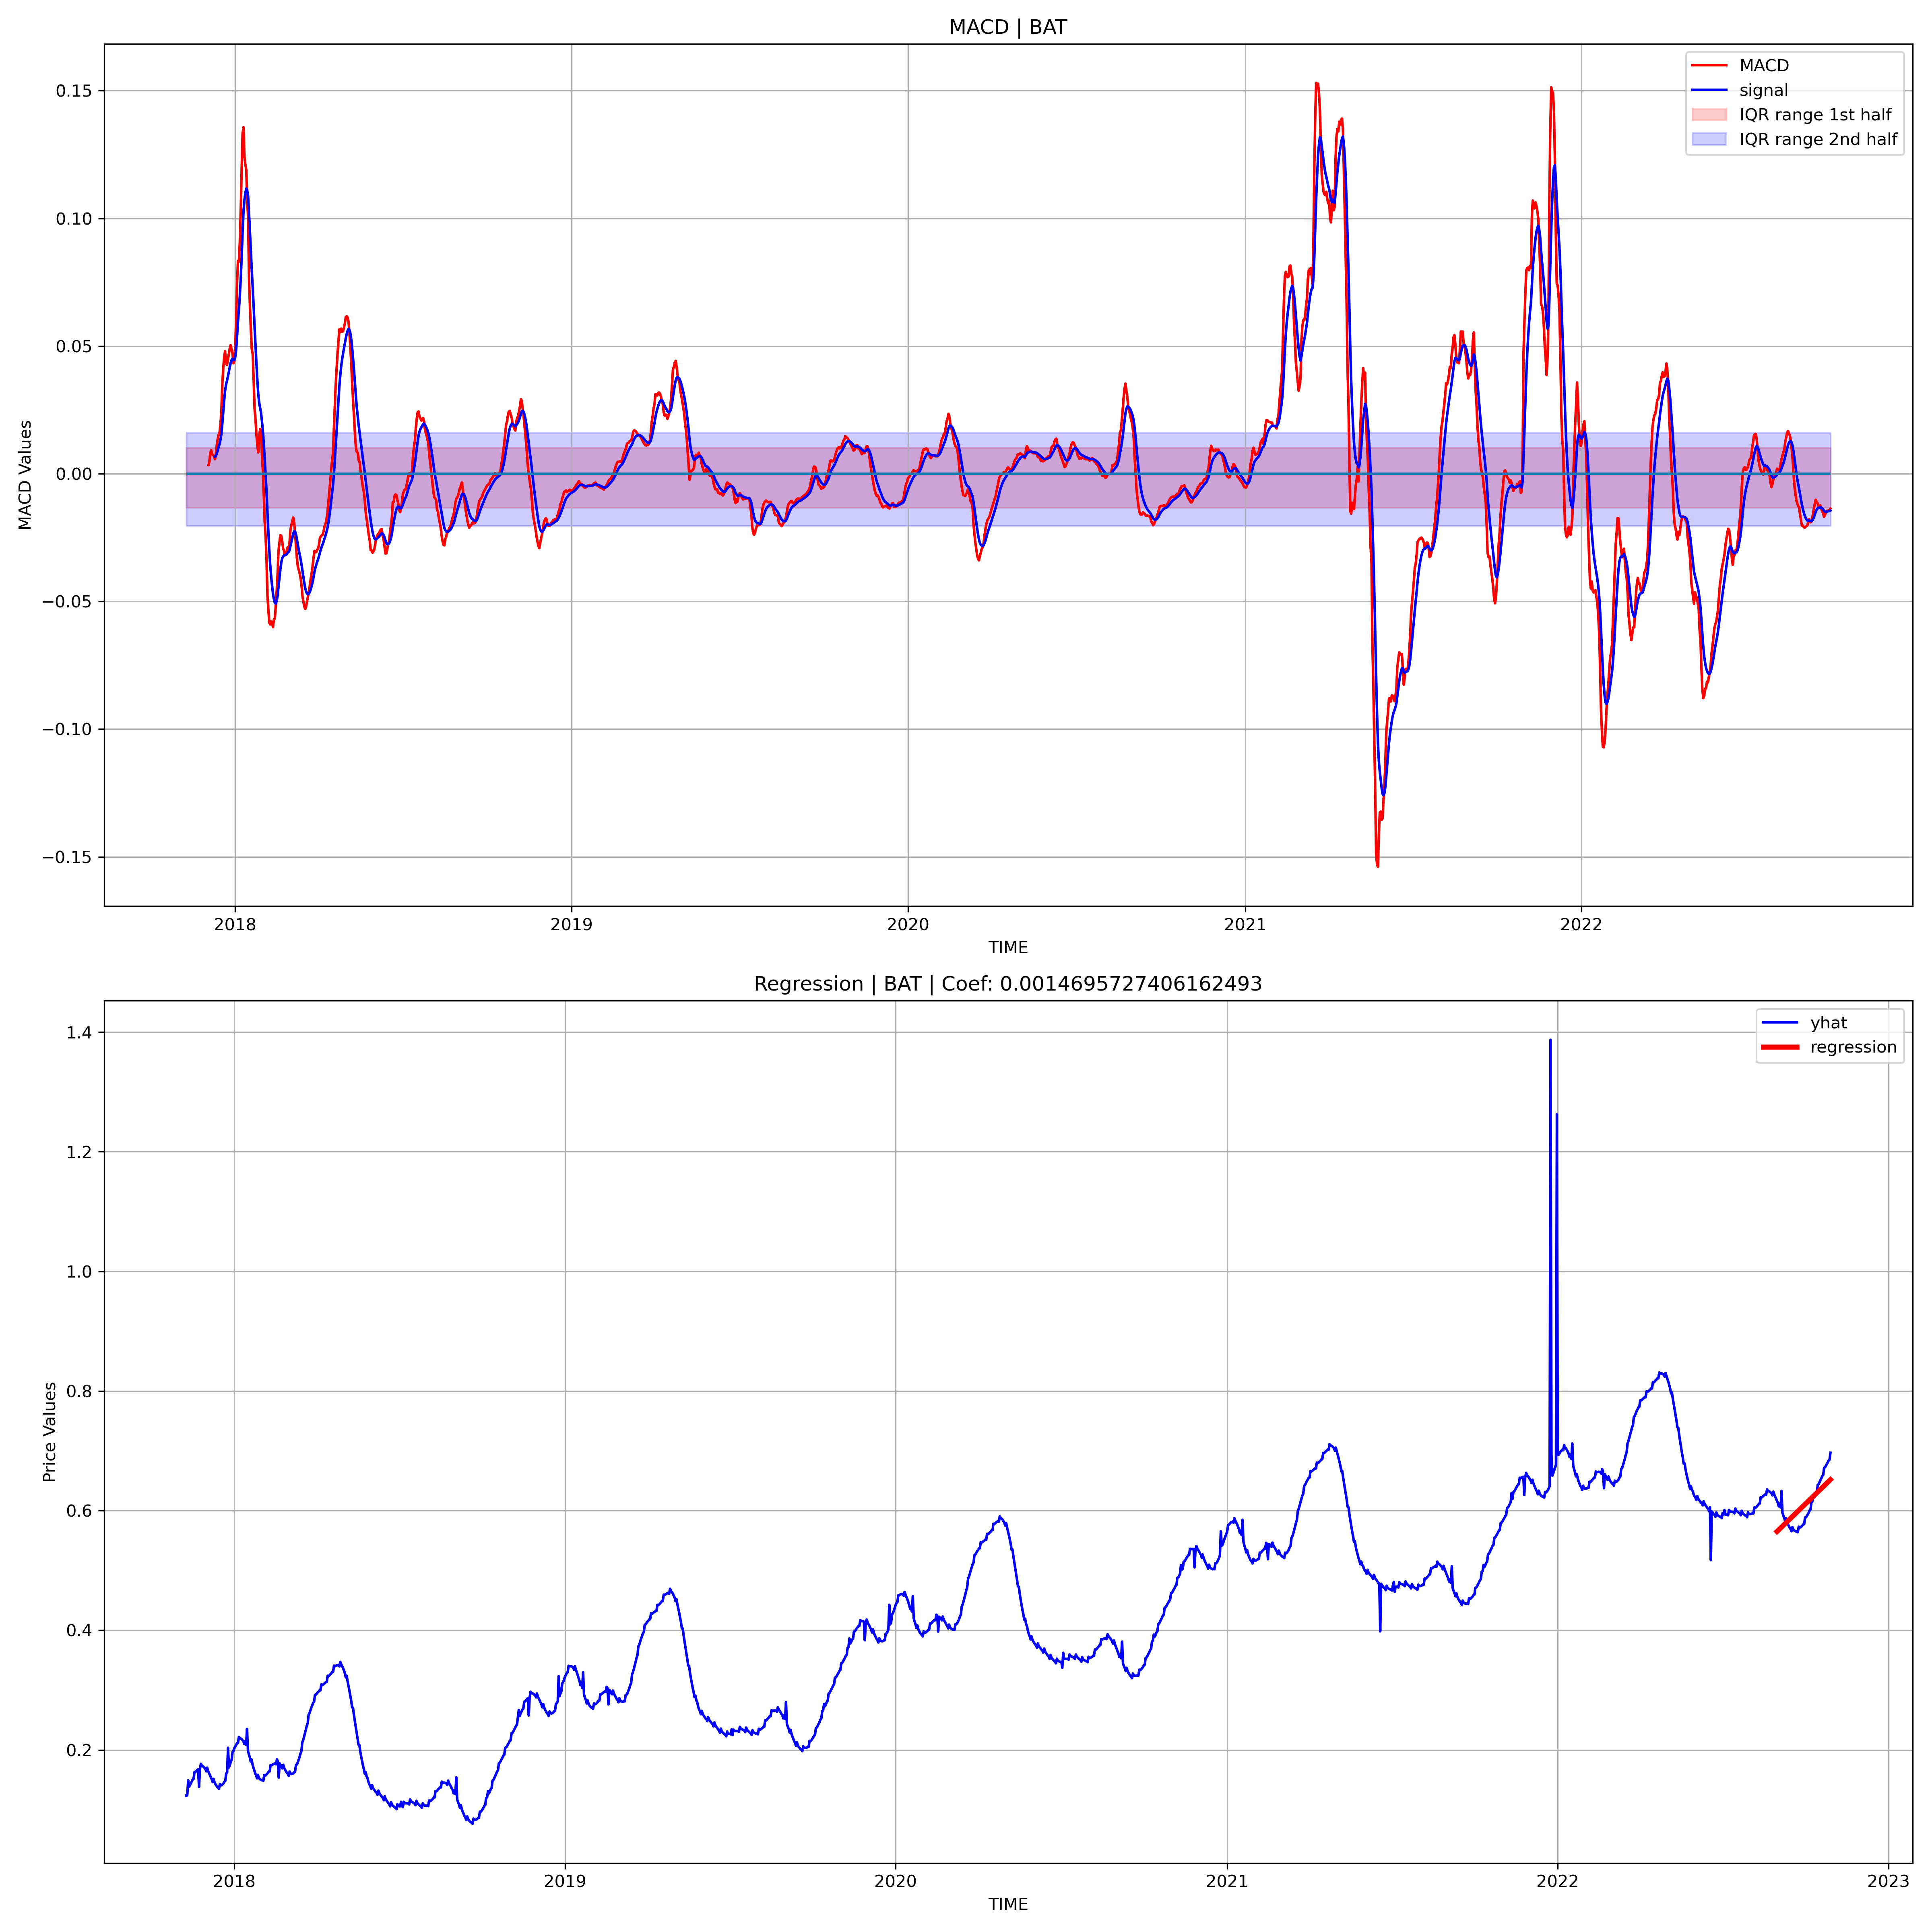 MACD | BAT
MACD
signal
IQR range 1st half
IQR range 2nd half
0.15
0.10
0.05
0.00
−0.05
−0.10
−0.15
MACD Values
2018
2019
2020
2021
2022
TIME
Regression | BAT | Coef: 0.0014695727406162493
yhat
regression
1.4
1.2
1.0
0.8
0.6
0.4
0.2
Price Values
2018
2019
2020
2021
2022
2023
TIME